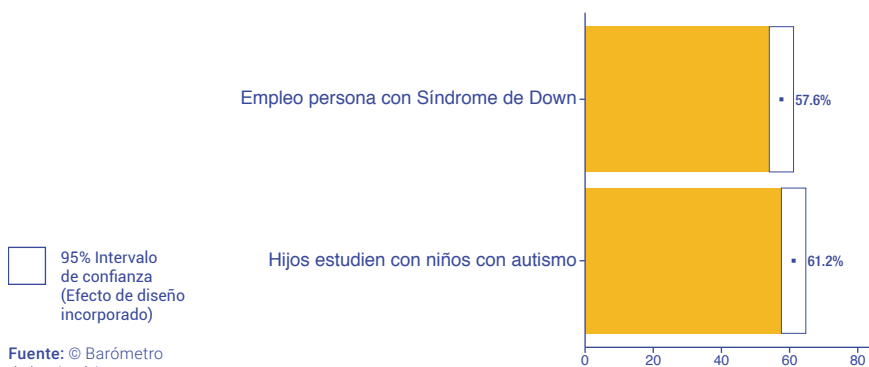 Empleo persona con Síndrome de Down
57.6%
Hijos estudien con niños con autismo
61.2%
95% Intervalo
de confianza
(Efecto de diseño
incorporado)
Fuente: © Barómetro
0 20 40 60 80